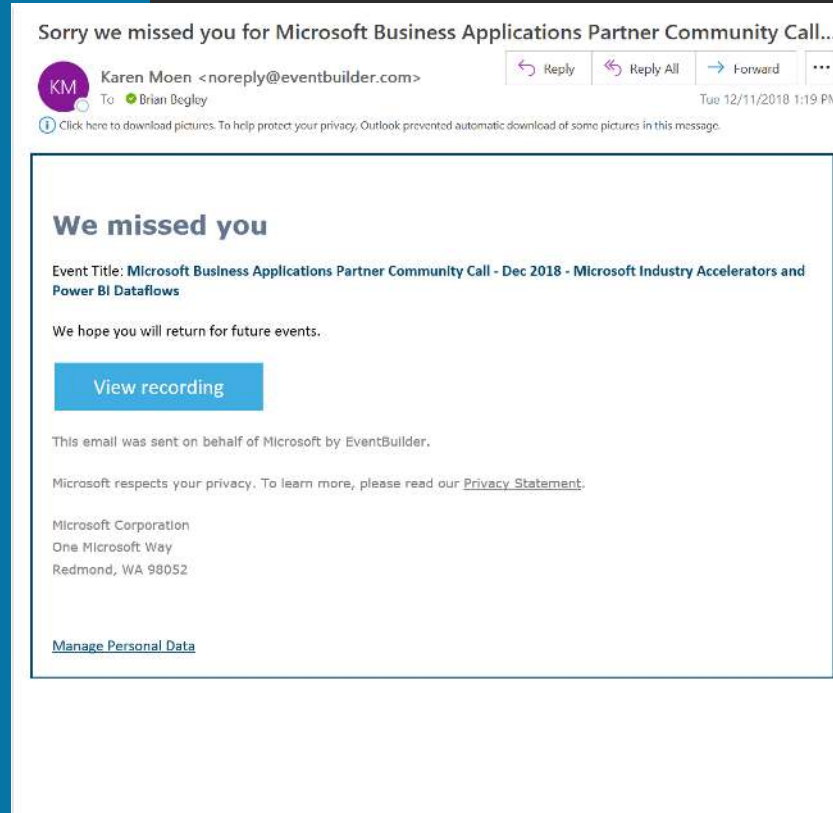 Sorry we missed you for Microsoft Business Applications Partner Community Call...
KM
Karen Moen <noreply@eventbuilder.com>
Reply
Reply All
Forward
...
To Brian Begley
Tue 12/11/2018 1:19 PM
Click here to download pictures. To help protect your privacy, Outlook prevented automatic download of some pictures in this message.
We missed you
Event Title: Microsoft Business Applications Partner Community Call - Dec 2018 - Microsoft Industry Accelerators and
Power BI Dataflows
We hope you will return for future events.
View recording
This email was sent on behalf of Microsoft by EventBuilder.
Microsoft respects your privacy. To learn more, please read our Privacy Statement.
Microsoft Corporation
One Microsoft Way
Redmond, WA 98052
Manage Personal Data